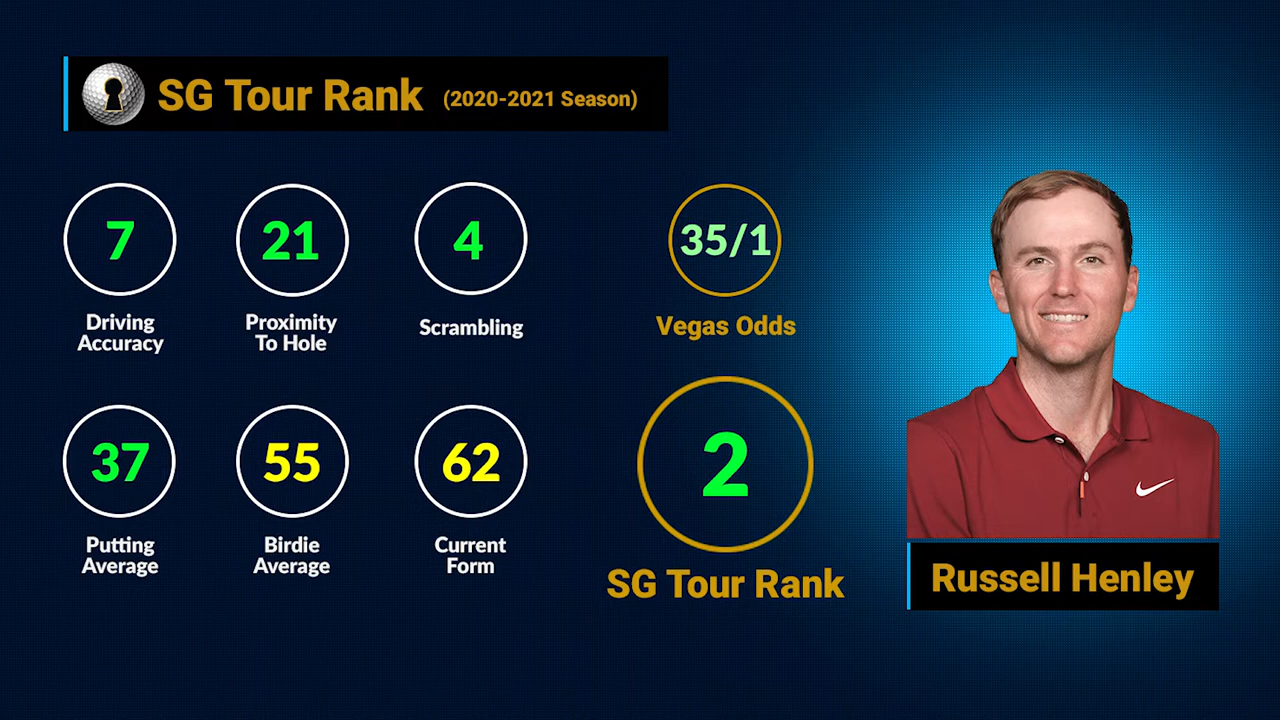 SG Tour Rank (2020-2021 Season)
7
21
4
35/1
Driving
Accuracy
Proximity
To Hole
Scrambling
Vegas Odds
37
55
62
2
Putting
Average
Birdie
Average
Current
Form
SG Tour Rank
Russell Henley